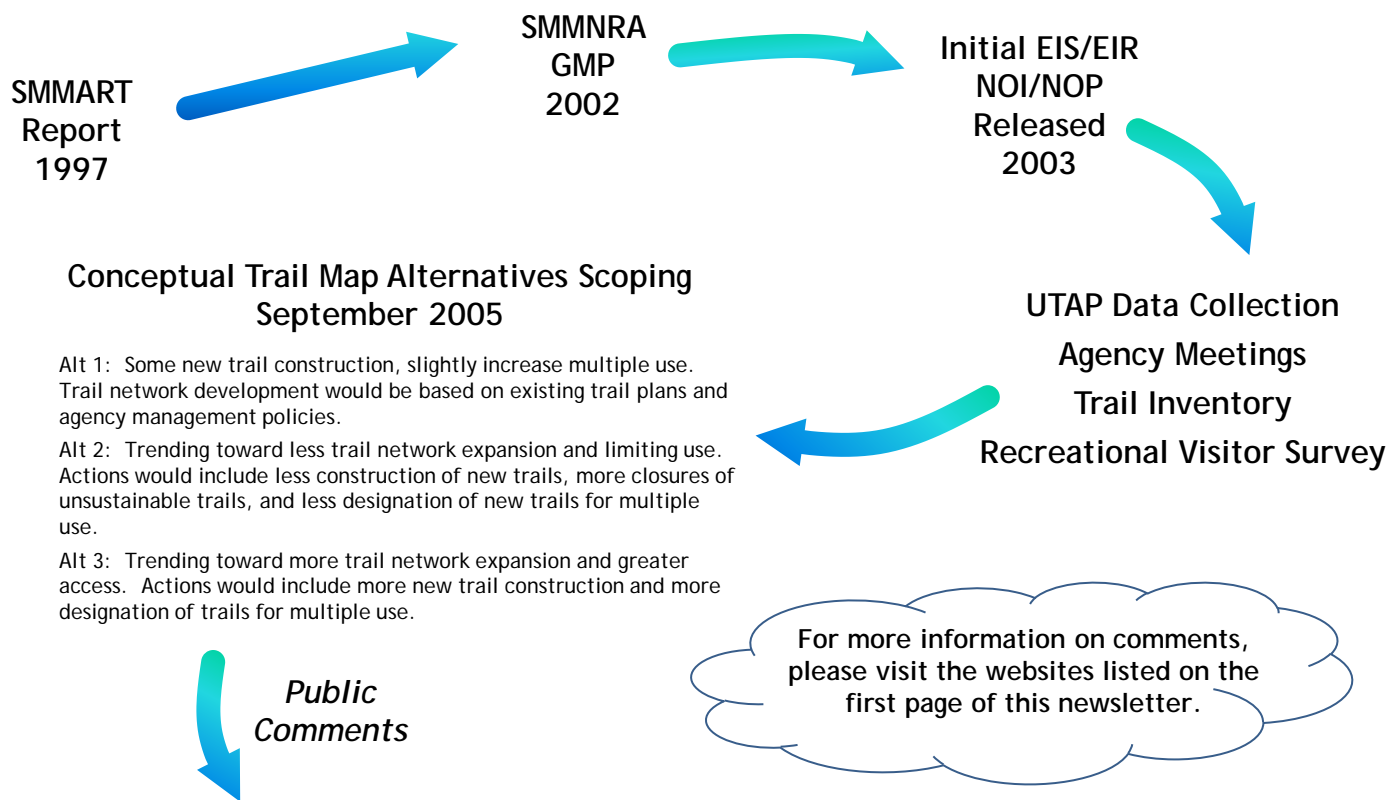 SMMART
Report
1997
SMMNRA
GMP
2002
Initial EIS/EIR
NOI/NOP
Released
2003
UTAP Data Collection
Agency Meetings
Trail Inventory
Recreational Visitor Survey
Conceptual Trail Map Alternatives Scoping
September 2005
Alt 1:  Some new trail construction, slightly increase multiple use.
Trail network development would be based on existing trail plans and
agency management policies.
Alt 2:  Trending toward less trail network expansion and limiting use.
Actions would include less construction of new trails, more closures of
unsustainable trails, and less designation of new trails for multiple
use.
Alt 3:  Trending toward more trail network expansion and greater
access.  Actions would include more new trail construction and more
designation of trails for multiple use.
Public
Comments
For more information on comments,
please visit the websites listed on the
first page of this newsletter.